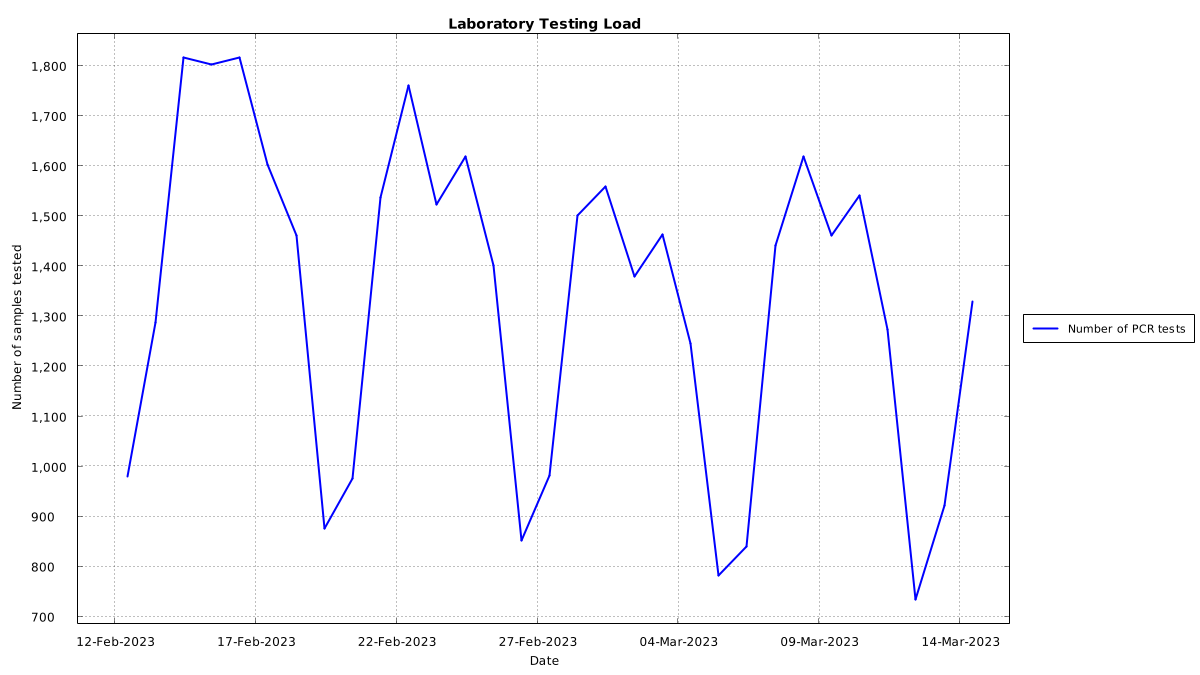 Laboratory Testing Load
1,800
1,700
1,600
1,500
1,400
1,300
1,200
1,100
1,000
900
800
700
Number of samples tested
12-Feb-2023 17-Feb-2023 22-Feb-2023 27-Feb-2023 04-Mar-2023 09-Mar-2023 14-Mar-2023
Date
Number of PCR tests